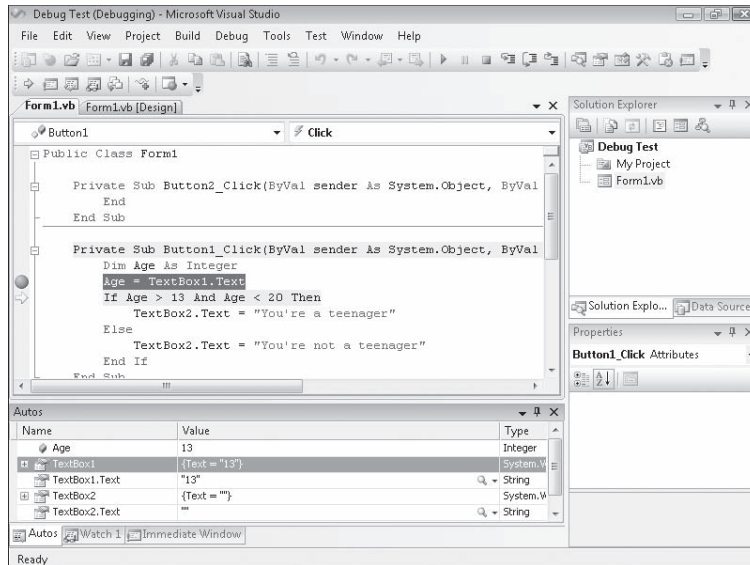 Debug Test (Debugging) - Microsoft Visual Studio
File Edit View Project Build Debug Tools Test Window Help
Form1.vb Form1.vb [Design]
Button1 Click
Public Class Form1
Private Sub Button2_Click(ByVal sender As System.Object, ByVal
End
End Sub
Private Sub Button1_Click(ByVal sender As System.Object, ByVal
Dim Age As Integer
Age = TextBox1.Text
If Age > 13 And Age < 20 Then
TextBox2.Text = "You're a teenager"
Else
TextBox2.Text = "You're not a teenager"
End If
End Sub
Solution Explorer
Debug Test
My Project
Form1.vb
Solution Explo... Data Source
Properties
Button1_Click Attributes
Autos
Name Value Type
Age 13 Integer
TextBox1 {Text = "13"} System.W
TextBox1.Text "13" String
TextBox2 {Text = ""} System.W
TextBox2.Text "" String
Autos Watch 1 Immediate Window
Ready